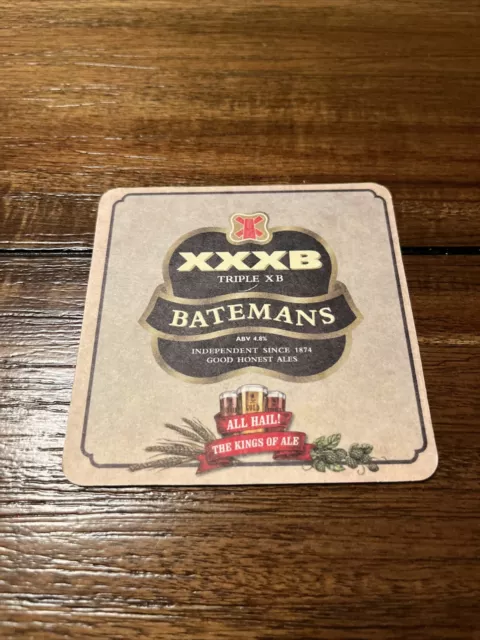 XXXB
TRIPLE XB
BATEMANS
ABV 4.8%
INDEPENDENT SINCE 1874
GOOD HONEST ALES
ALL HAIL!
THE KINGS OF ALE